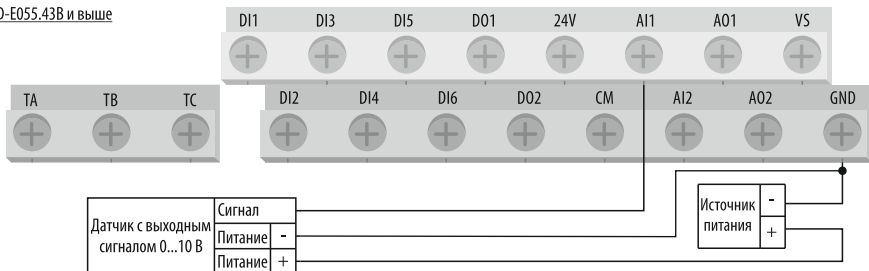 -E055.43В и выше
DI1 DI3 DI5 DO1 24V AI1 AO1 VS
TA TB TC DI2 DI4 DI6 DO2 CM AI2 AO2 GND
Датчик с выходным
сигналом 0...10 В
Сигнал
Питание -
Питание +
Источник
питания
-
+